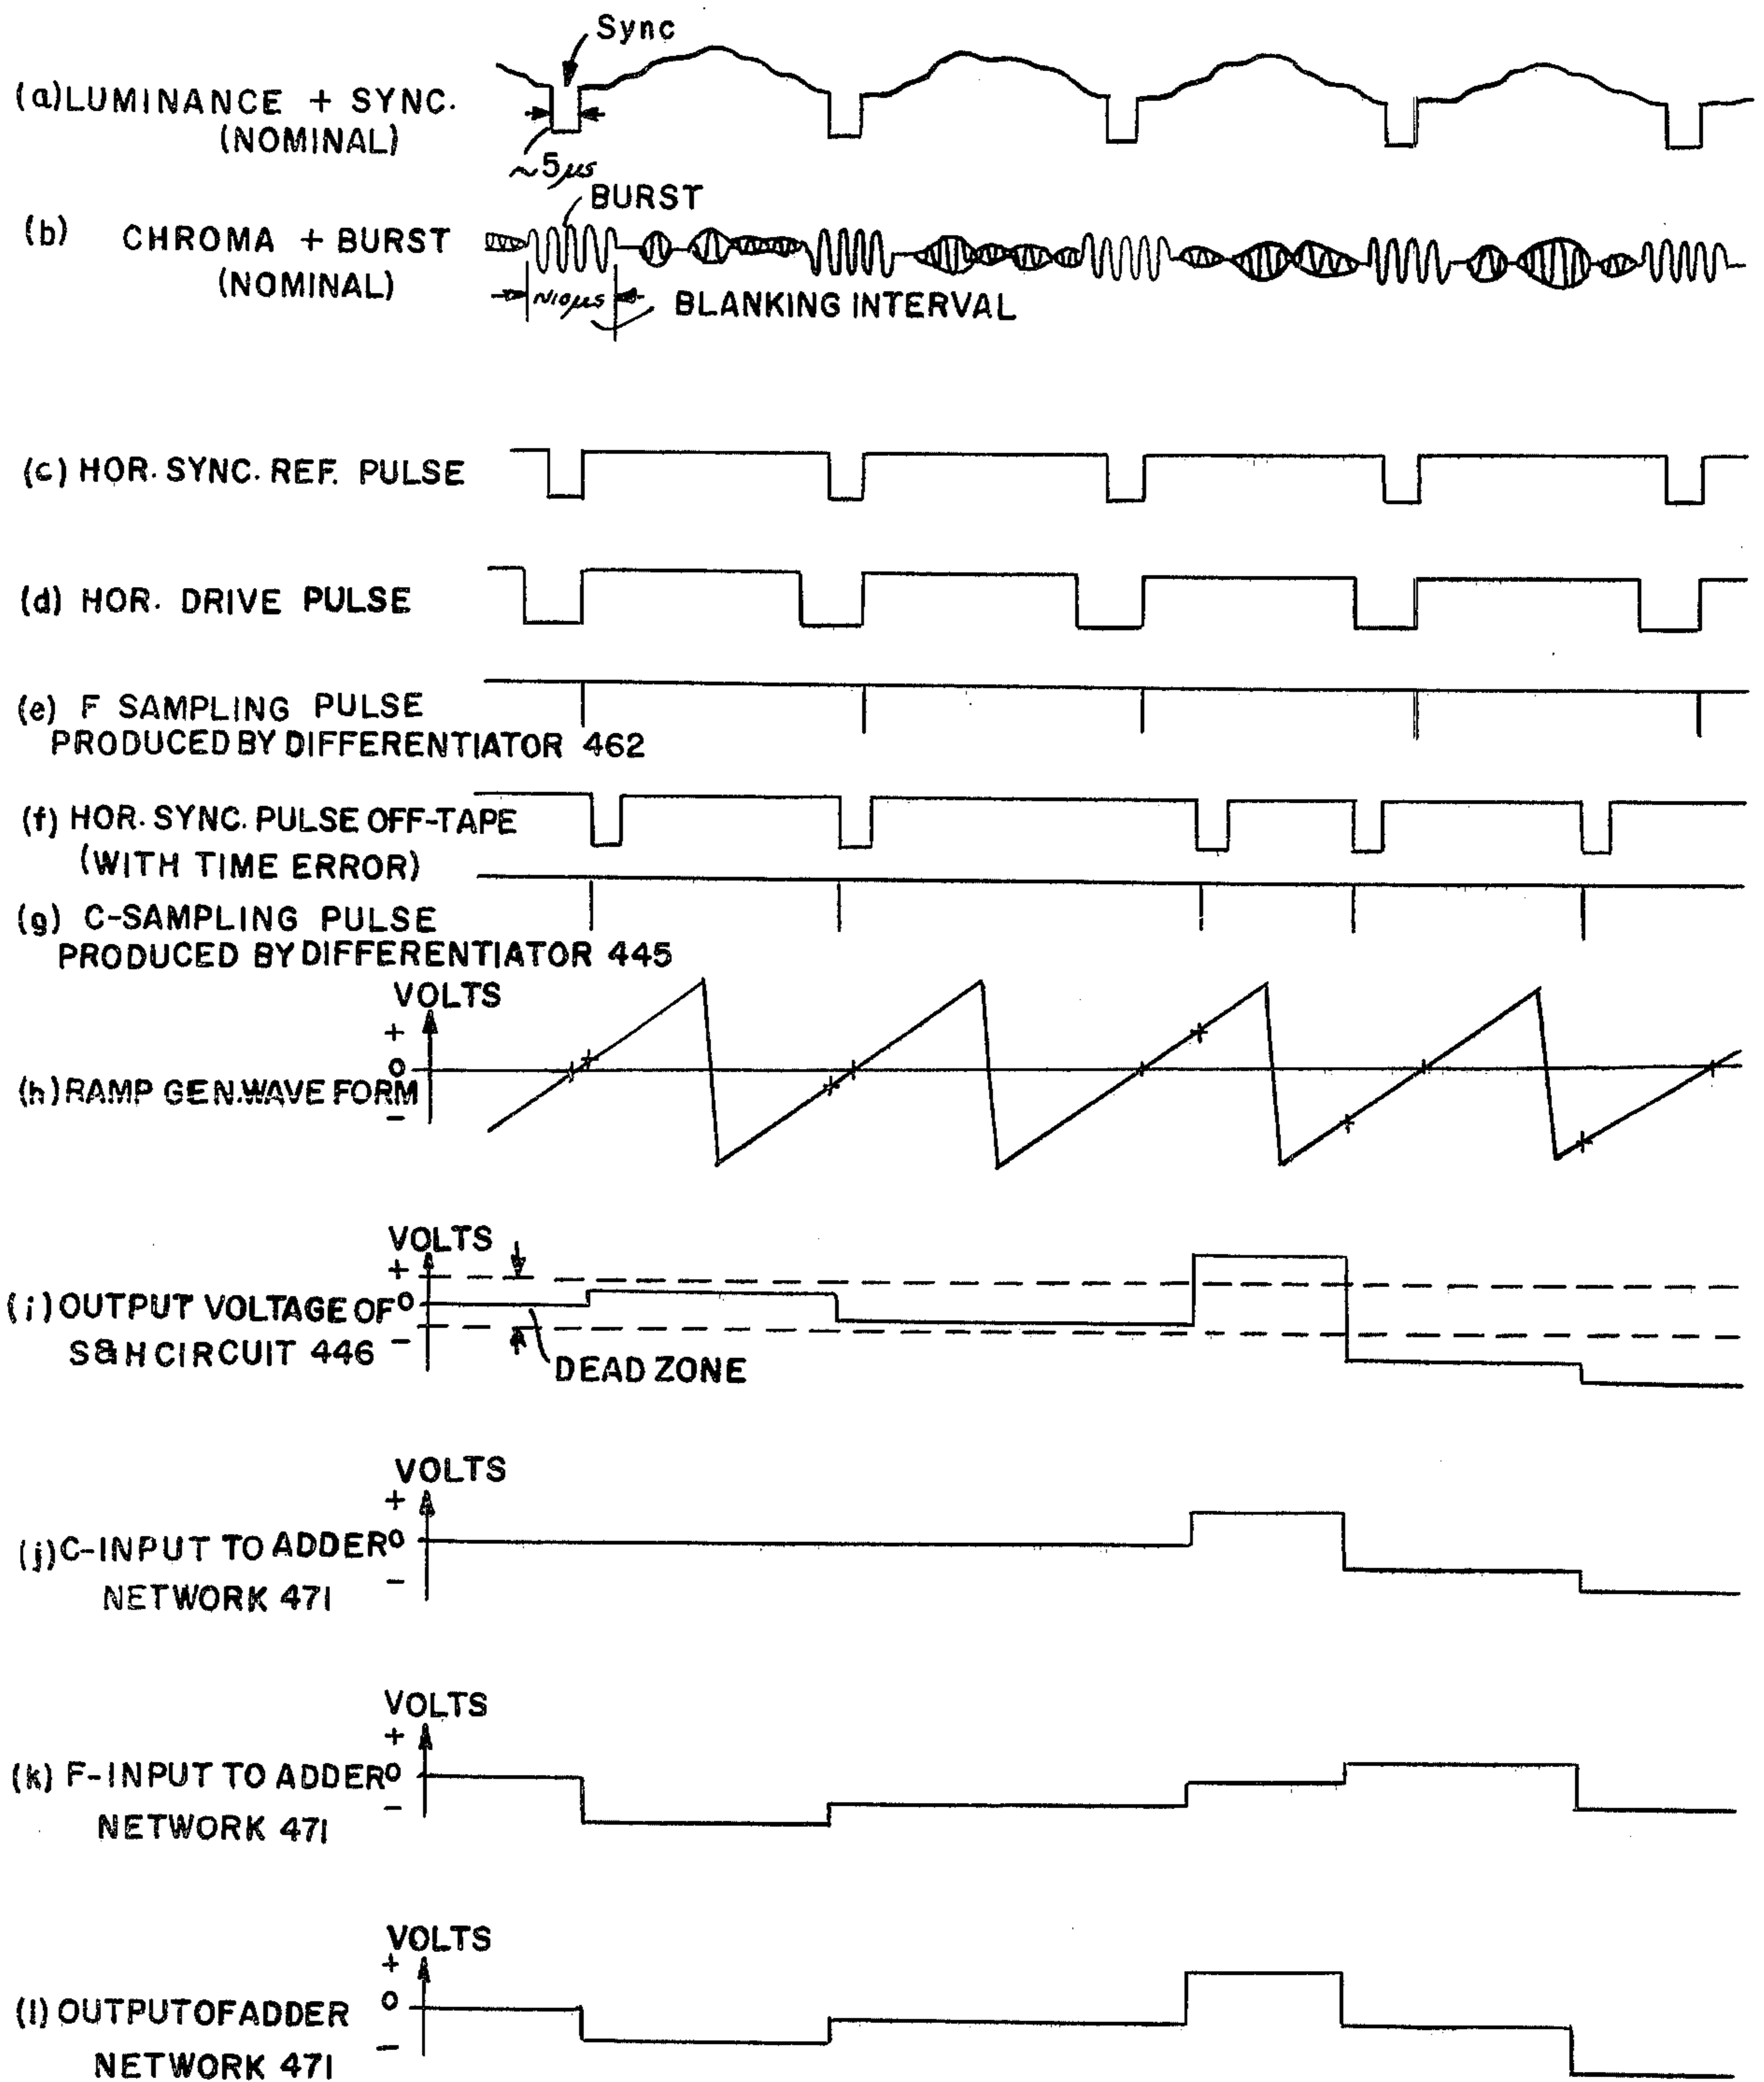 Sync
(a)LUMINANCE + SYNC.
(NOMINAL)
~5µs
BURST
(b) CHROMA + BURST
(NOMINAL)
~10µs
BLANKING INTERVAL
(c) HOR. SYNC. REF. PULSE
(d) HOR. DRIVE PULSE
(e) F SAMPLING PULSE
PRODUCED BY DIFFERENTIATOR 462
(f) HOR. SYNC. PULSE OFF-TAPE
(WITH TIME ERROR)
(g) C-SAMPLING PULSE
PRODUCED BY DIFFERENTIATOR 445
VOLTS
+
0
(h) RAMP GEN. WAVE FORM
-
VOLTS
+
(i) OUTPUT VOLTAGE OF 0
S&H CIRCUIT 446 -
DEAD ZONE
VOLTS
+
(j) C-INPUT TO ADDER 0
-
NETWORK 471
VOLTS
+
(k) F-INPUT TO ADDER 0
-
NETWORK 471
VOLTS
+
(l) OUTPUT OF ADDER 0
-
NETWORK 471